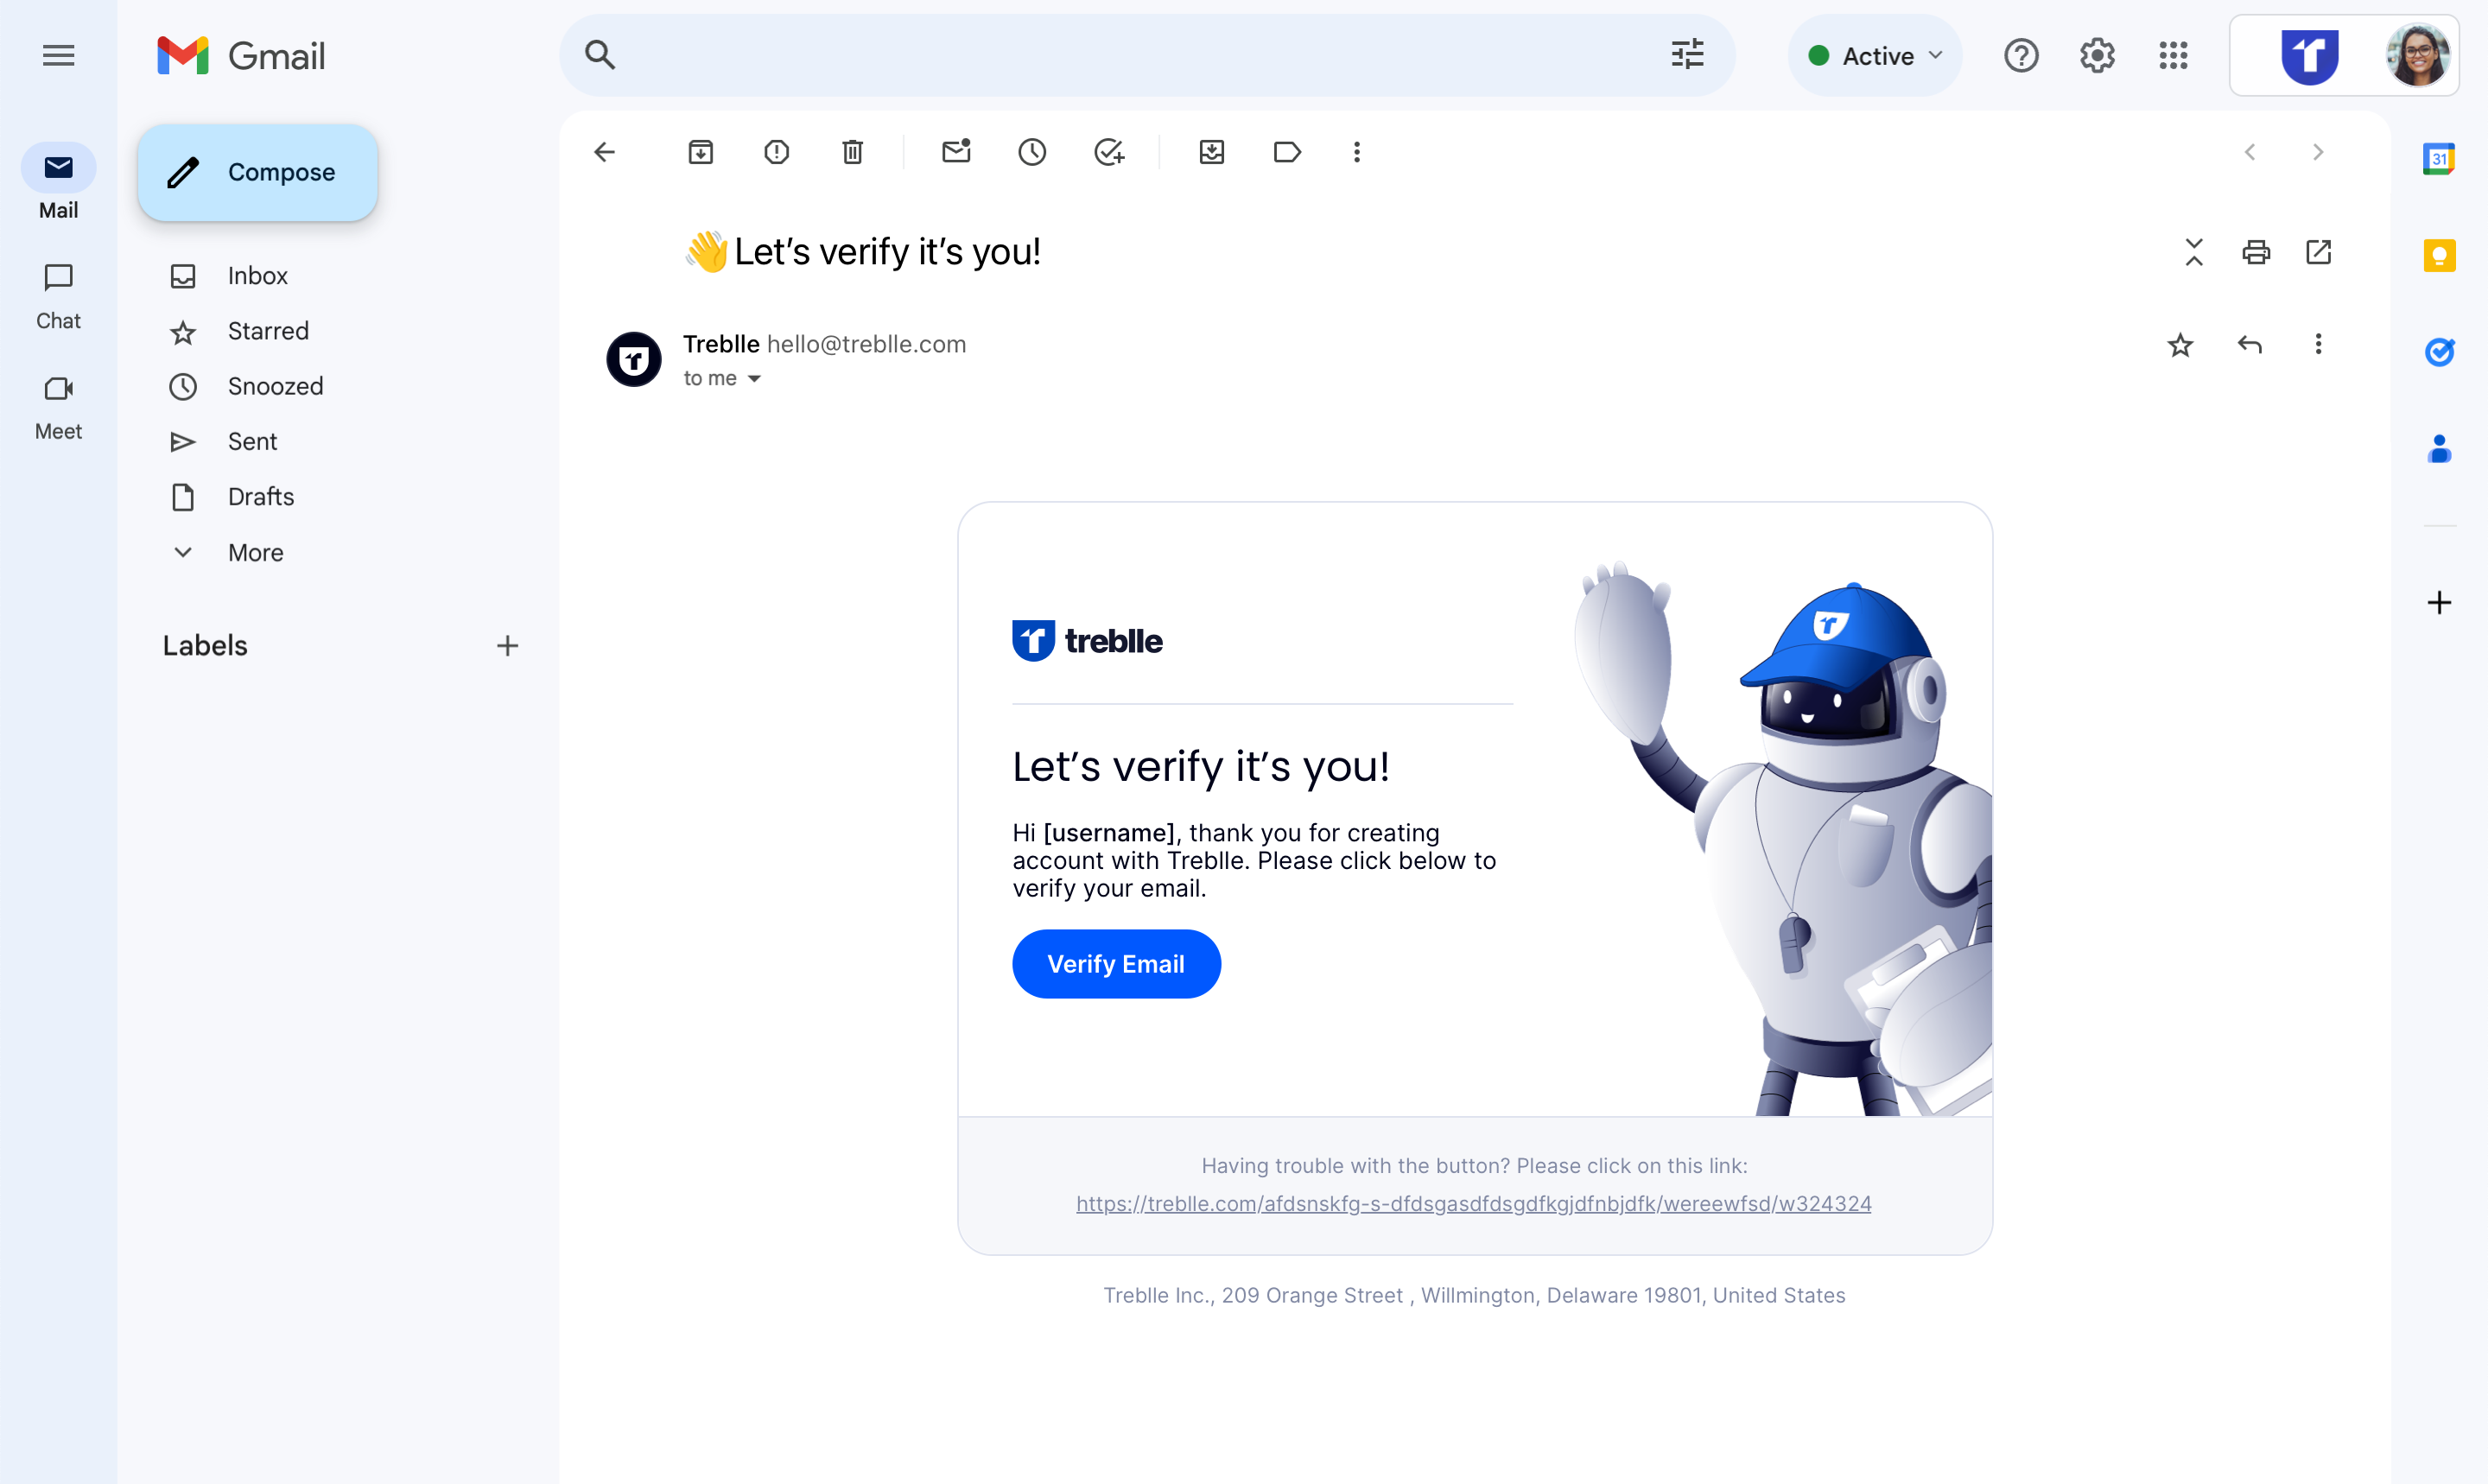 Gmail
Active
Mail
Chat
Meet
Compose
Inbox
Starred
Snoozed
Sent
Drafts
More
Labels
👋Let’s verify it’s you!
Treblle hello@treblle.com
to me
31
treblle
Let’s verify it’s you!
Hi [username], thank you for creating
account with Treblle. Please click below to
verify your email.
Verify Email
Having trouble with the button? Please click on this link:
https://treblle.com/afdsnskfg-s-dfdsgasdfdsgdfkgjdfnbjdfk/wereewfsd/w324324
Treblle Inc., 209 Orange Street , Willmington, Delaware 19801, United States